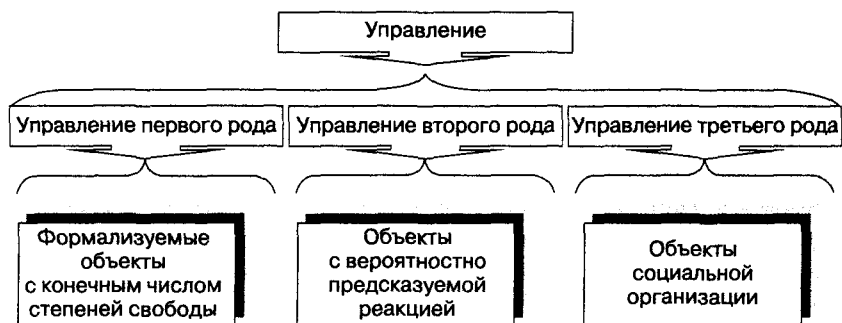 Управление
Управление первого рода
Управление второго рода
Управление третьего рода
Формализуемые
объекты
с конечным числом
степеней свободы
Объекты
с вероятностно
предсказуемой
реакцией
Объекты
социальной
организации